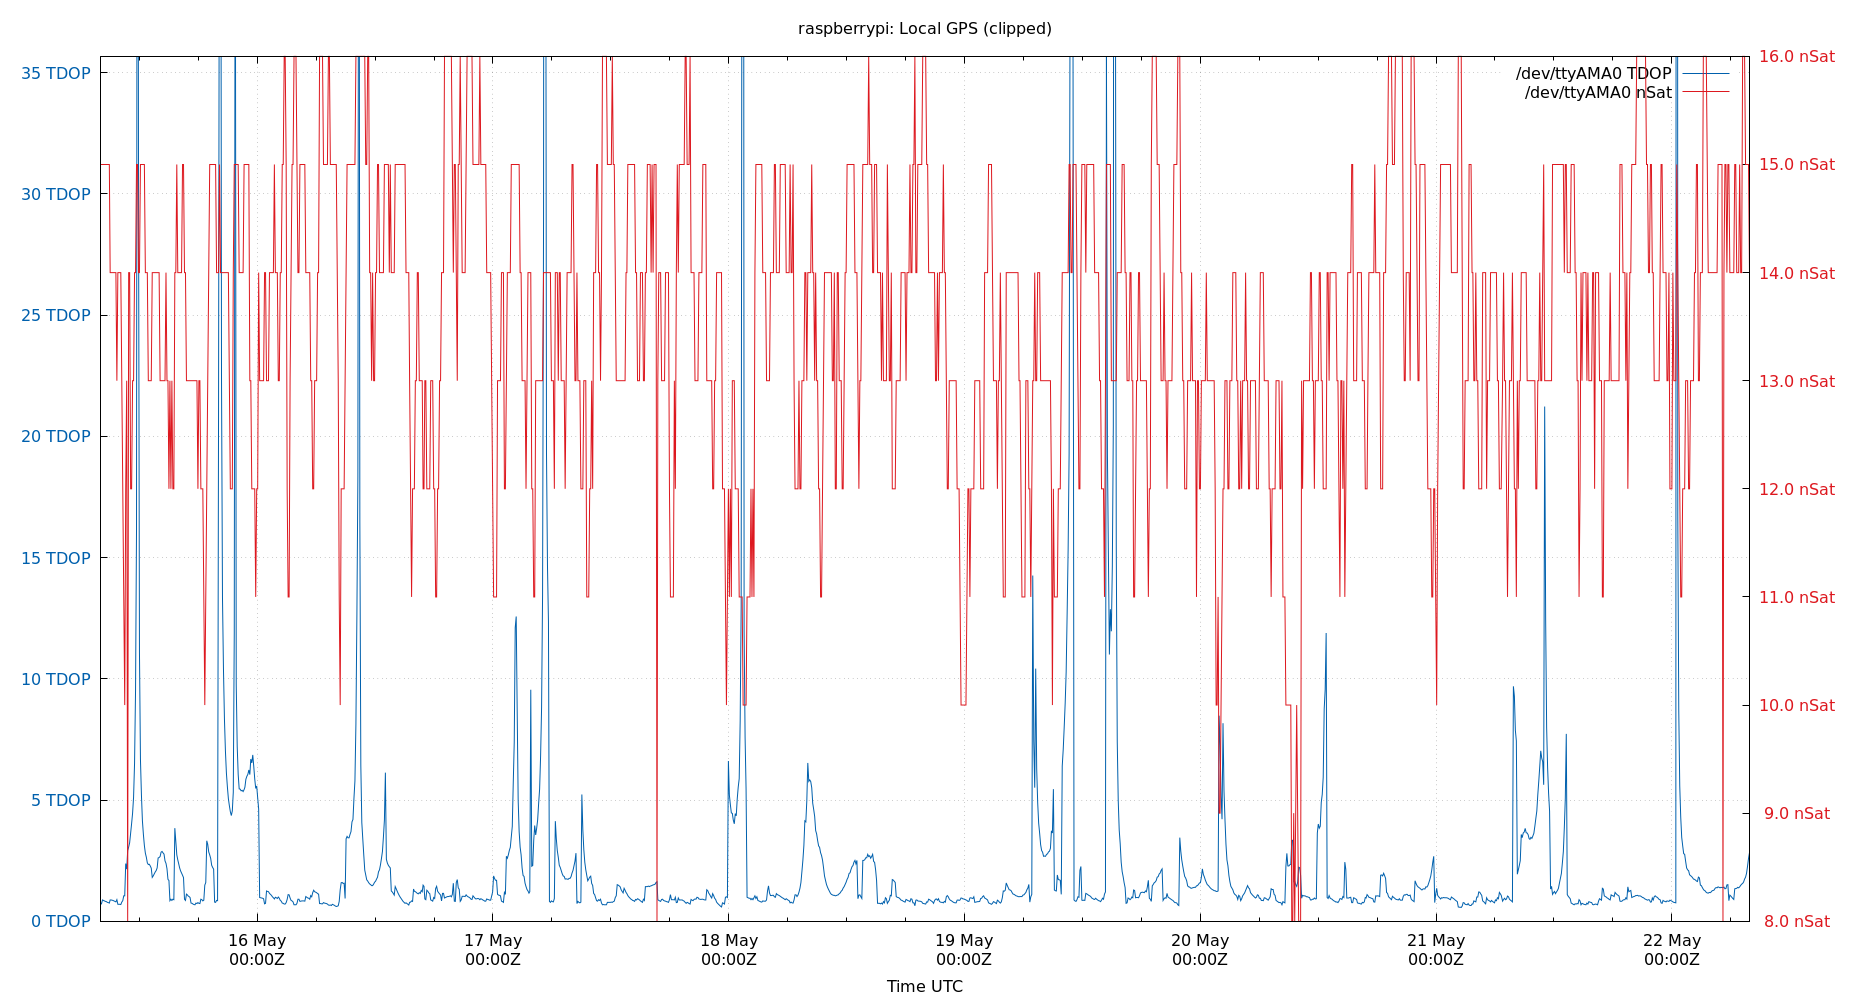 raspberrypi: Local GPS (clipped)
/dev/ttyAMA0 TDOP
/dev/ttyAMA0 nSat
35 TDOP
30 TDOP
25 TDOP
20 TDOP
15 TDOP
10 TDOP
5 TDOP
0 TDOP
16.0 nSat
15.0 nSat
14.0 nSat
13.0 nSat
12.0 nSat
11.0 nSat
10.0 nSat
9.0 nSat
8.0 nSat
16 May
00:00Z
17 May
00:00Z
18 May
00:00Z
19 May
00:00Z
20 May
00:00Z
21 May
00:00Z
22 May
00:00Z
Time UTC